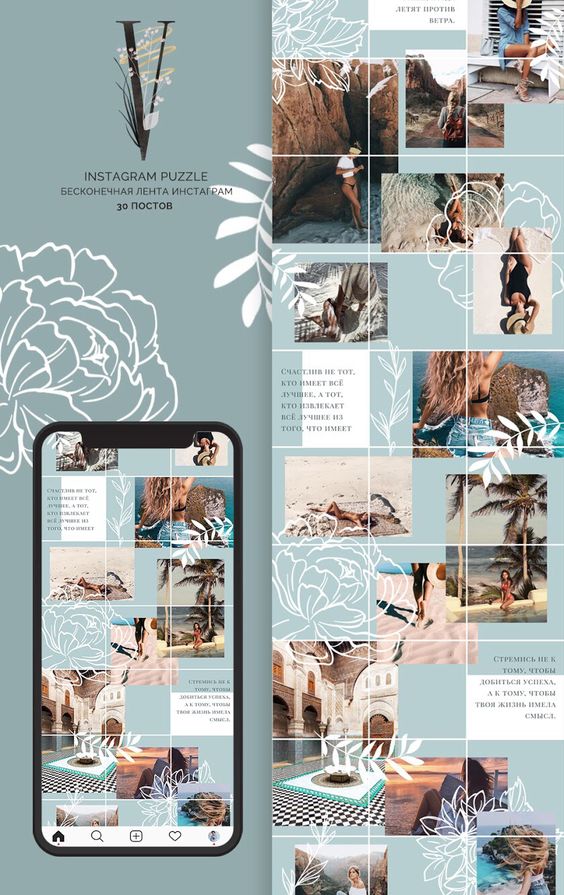 V
INSTAGRAM PUZZLE
БЕСКОНЕЧНАЯ ЛЕНТА ИНСТАГРАМ
30 ПОСТОВ
ЛЕТЯТ ПРОТИВ
ВЕТРА.
Счастлив не тот,
кто имеет всё
лучшее, а тот,
кто извлекает
всё лучшее из
того, что имеет
Стремись не к
тому, чтобы
добиться успеха,
а к тому, чтобы
твоя жизнь имела
смысл.
Счастлив не тот,
кто имеет всё
лучшее, а тот,
кто извлекает
всё лучшее из
того, что имеет
Стремись не к
тому, чтобы
добиться успеха,
а к тому, чтобы
твоя жизнь имела
смысл.